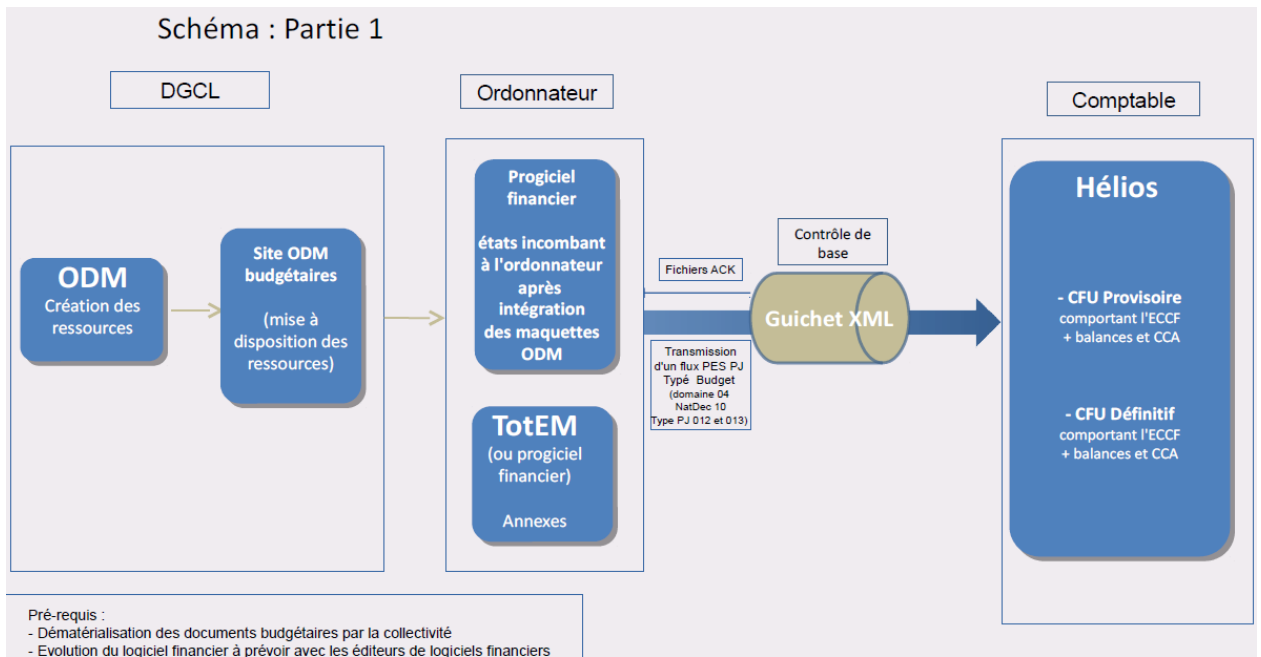 Schéma : Partie 1
DGCL
Ordonnateur
Comptable
ODM
Création des
ressources
Site ODM
budgétaires
(mise à
disposition des
ressources)
Progiciel
financier
états incombant
à l'ordonnateur
après
intégration
des maquettes
ODM
TotEM
(ou progiciel
financier)
Annexes
Fichiers ACK
Transmission
d'un flux PES PJ
Typé Budget
(domaine 04
NatDec 10
Type PJ 012 et 013)
Contrôle de
base
Guichet XML
Hélios
- CFU Provisoire
comportant l'ECCF
+ balances et CCA
- CFU Définitif
comportant l'ECCF
+ balances et CCA
Pré-requis :
- Dématérialisation des documents budgétaires par la collectivité
- Evolution du logiciel financier à prévoir avec les éditeurs de logiciels financiers